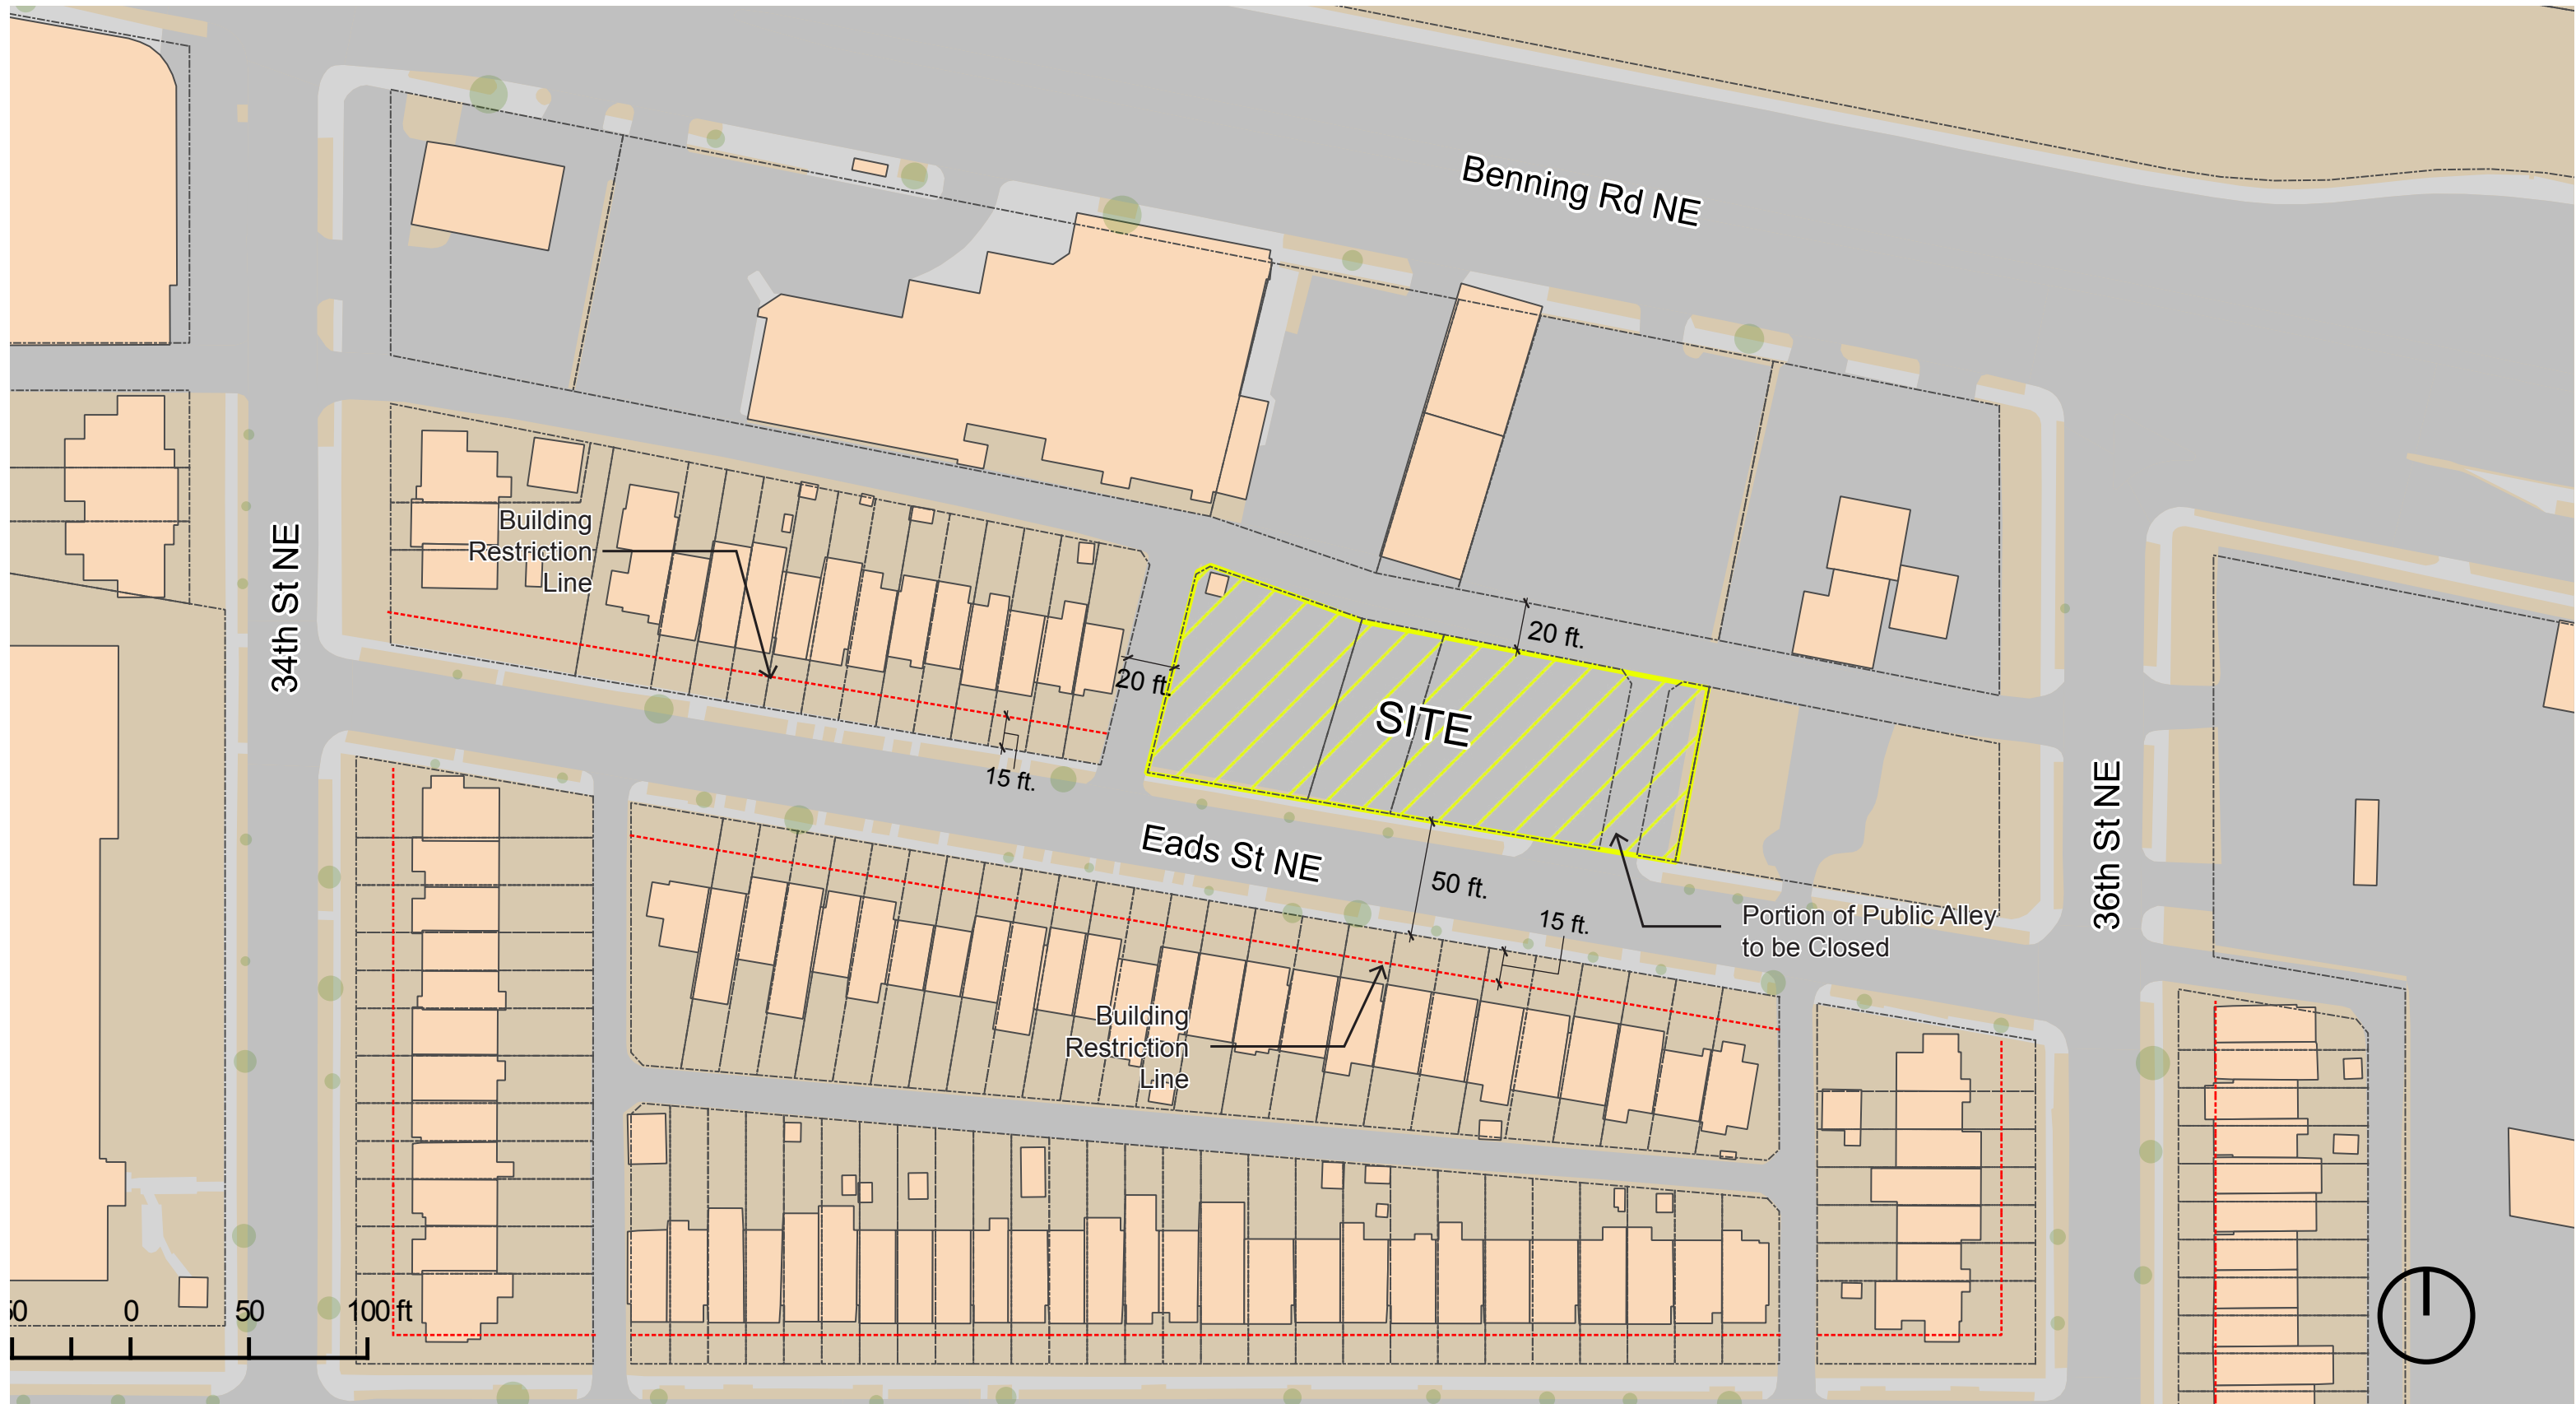 Benning Rd NE
Building
Restriction
Line
34th St NE
20 ft.
20 ft.
SITE
15 ft.
Eads St NE
36th St NE
50 ft.
15 ft.
Portion of Public Alley
to be Closed
Building
Restriction
Line
0
50
100 ft